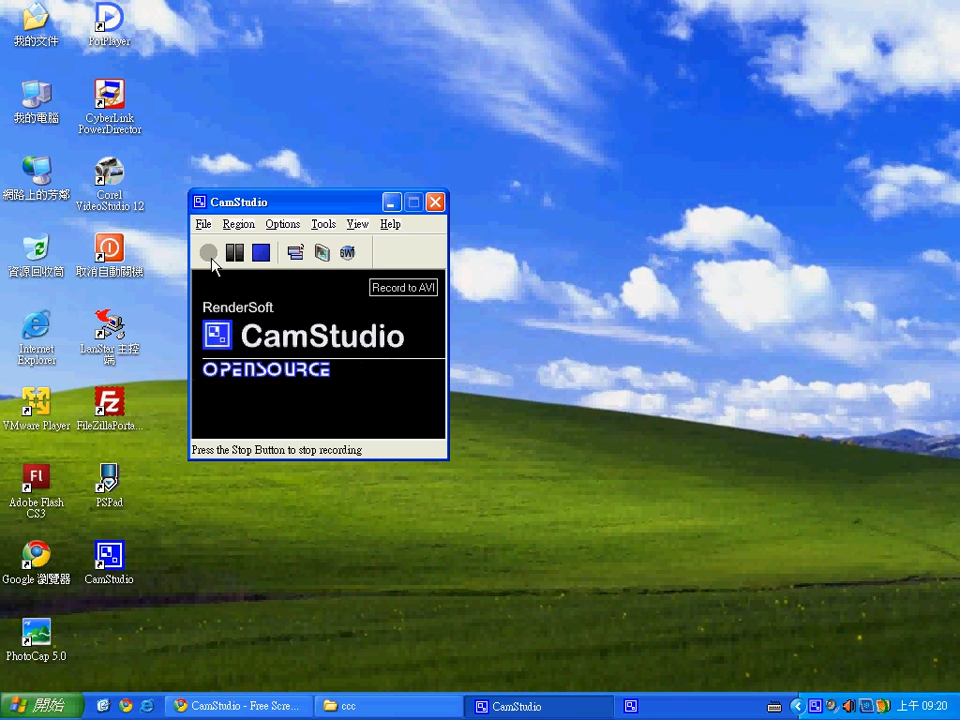 我的文件
PotPlayer
我的電腦
CyberLink
PowerDirector
網路上的芳鄰
Corel
VideoStudio 12
資源回收筒
取消自動關機
Internet
Explorer
LanStar 主控
端
VMware Player
FileZillaPorta...
Adobe Flash
CS3
PSPad
Google 瀏覽器
CamStudio
PhotoCap 5.0
CamStudio
File Region Options Tools View Help
Record to AVI
RenderSoft
CamStudio
OPENSOURCE
Press the Stop Button to stop recording
開始
CamStudio - Free Scre...
ccc
CamStudio
上午 09:20